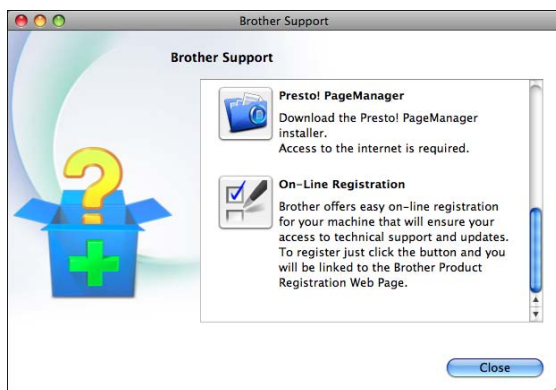 Brother Support
Brother Support
Presto! PageManager
Download the Presto! PageManager
installer.
Access to the internet is required.
On-Line Registration
Brother offers easy on-line registration
for your machine that will ensure your
access to technical support and updates.
To register just click the button and you
will be linked to the Brother Product
Registration Web Page.
Close